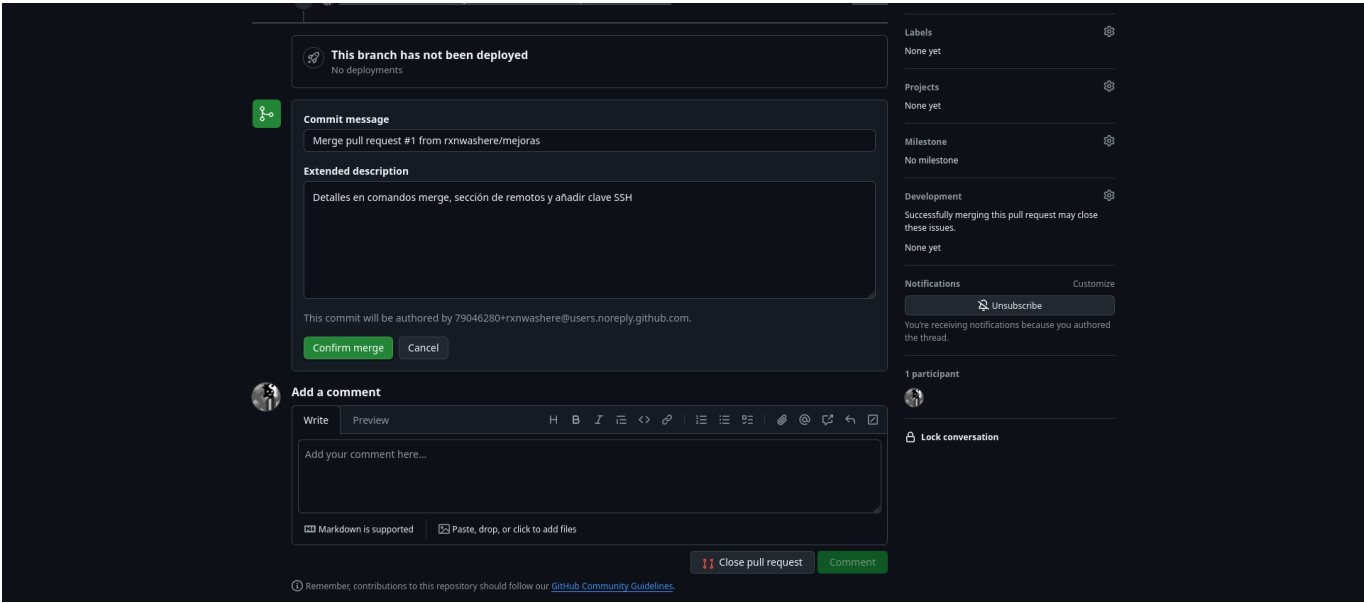 This branch has not been deployed
No deployments
Commit message
Merge pull request #1 from rxnwashere/mejoras
Extended description
Detalles en comandos merge, sección de remotos y añadir clave SSH
This commit will be authored by 79046280+rxnwashere@users.noreply.github.com.
Confirm merge
Cancel
Add a comment
Write
Preview
Add your comment here...
Markdown is supported
Paste, drop, or click to add files
Close pull request
Comment
Remember, contributions to this repository should follow our GitHub Community Guidelines.
Labels
None yet
Projects
None yet
Milestone
No milestone
Development
Successfully merging this pull request may close
these issues.
None yet
Notifications
Customize
Unsubscribe
You're receiving notifications because you authored
the thread.
1 participant
Lock conversation